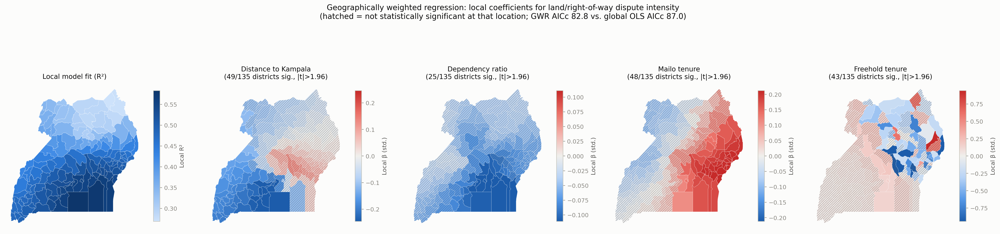 Geographically weighted regression: local coefficients for land/right-of-way dispute intensity
(hatched = not statistically significant at that location; GWR AICc 82.8 vs. global OLS AICc 87.0)
Local model fit (R²)
0.55
0.50
0.45
0.40
0.35
0.30
Local R²
Distance to Kampala
(49/135 districts sig., |t|>1.96)
0.2
0.1
0.0
−0.1
−0.2
Local β (std.)
Dependency ratio
(25/135 districts sig., |t|>1.96)
0.100
0.075
0.050
0.025
0.000
−0.025
−0.050
−0.075
−0.100
Local β (std.)
Mailo tenure
(48/135 districts sig., |t|>1.96)
0.20
0.15
0.10
0.05
0.00
−0.05
−0.10
−0.15
−0.20
Local β (std.)
Freehold tenure
(43/135 districts sig., |t|>1.96)
0.75
0.50
0.25
0.00
−0.25
−0.50
−0.75
Local β (std.)